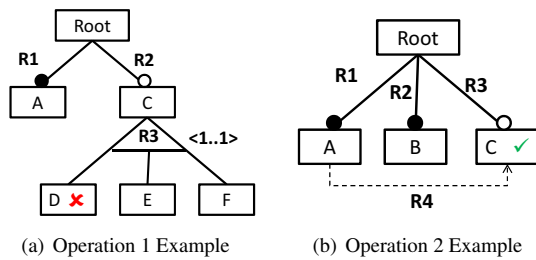 Root
R1
R2
A
C
R3
<1..1>
D
E
F
(a) Operation 1 Example
Root
R1
R2
R3
A
B
C
R4
(b) Operation 2 Example